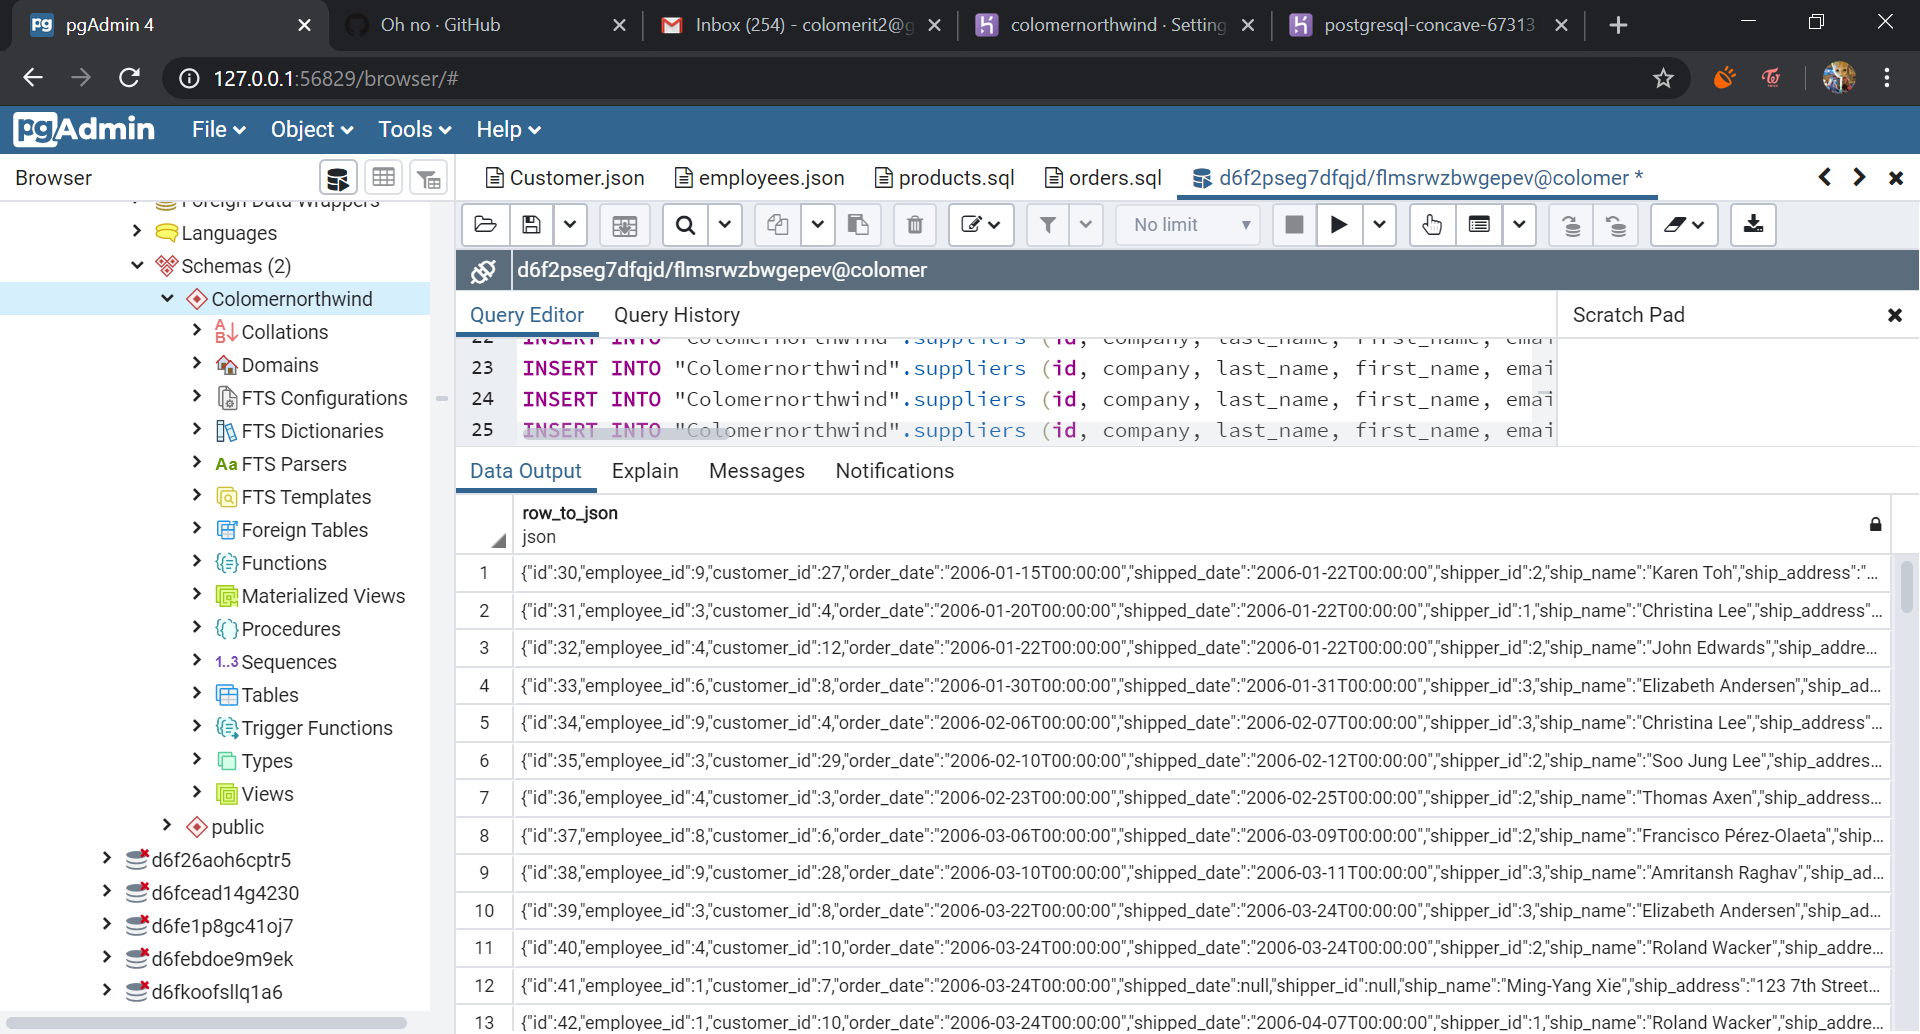 pgAdmin 4
Oh no · GitHub
Inbox (254) - colomerit2@g
colomernorthwind · Setting
postgresql-concave-67313
127.0.0.1:56829/browser/#
pgAdmin File Object Tools Help
Browser
Customer.json
employees.json
products.sql
orders.sql
d6f2pseg7dfqjd/flmsrwzbwgepev@colomer *
No limit
d6f2pseg7dfqjd/flmsrwzbwgepev@colomer
Query Editor Query History
Scratch Pad
22 INSERT INTO "Colomernorthwind".suppliers (id, company, last_name, first_name, emai
23 INSERT INTO "Colomernorthwind".suppliers (id, company, last_name, first_name, emai
24 INSERT INTO "Colomernorthwind".suppliers (id, company, last_name, first_name, emai
25 INSERT INTO "Colomernorthwind".suppliers (id, company, last_name, first_name, emai
Foreign Data Wrappers
Languages
Schemas (2)
Colomernorthwind
Collations
Domains
FTS Configurations
FTS Dictionaries
FTS Parsers
FTS Templates
Foreign Tables
Functions
Materialized Views
Procedures
1..3 Sequences
Tables
Trigger Functions
Types
Views
public
d6f26aoh6cptr5
d6fcead14g4230
d6fe1p8gc41oj7
d6febdoe9m9ek
d6fkoofsllq1a6
Data Output Explain Messages Notifications
row_to_json
json
1 {"id":30,"employee_id":9,"customer_id":27,"order_date":"2006-01-15T00:00:00","shipped_date":"2006-01-22T00:00:00","shipper_id":2,"ship_name":"Karen Toh","ship_address":"...
2 {"id":31,"employee_id":3,"customer_id":4,"order_date":"2006-01-20T00:00:00","shipped_date":"2006-01-22T00:00:00","shipper_id":1,"ship_name":"Christina Lee","ship_address"...
3 {"id":32,"employee_id":4,"customer_id":12,"order_date":"2006-01-22T00:00:00","shipped_date":"2006-01-22T00:00:00","shipper_id":2,"ship_name":"John Edwards","ship_addre...
4 {"id":33,"employee_id":6,"customer_id":8,"order_date":"2006-01-30T00:00:00","shipped_date":"2006-01-31T00:00:00","shipper_id":3,"ship_name":"Elizabeth Andersen","ship_ad...
5 {"id":34,"employee_id":9,"customer_id":4,"order_date":"2006-02-06T00:00:00","shipped_date":"2006-02-07T00:00:00","shipper_id":3,"ship_name":"Christina Lee","ship_address"...
6 {"id":35,"employee_id":3,"customer_id":29,"order_date":"2006-02-10T00:00:00","shipped_date":"2006-02-12T00:00:00","shipper_id":2,"ship_name":"Soo Jung Lee","ship_addres...
7 {"id":36,"employee_id":4,"customer_id":3,"order_date":"2006-02-23T00:00:00","shipped_date":"2006-02-25T00:00:00","shipper_id":2,"ship_name":"Thomas Axen","ship_address...
8 {"id":37,"employee_id":8,"customer_id":6,"order_date":"2006-03-06T00:00:00","shipped_date":"2006-03-09T00:00:00","shipper_id":2,"ship_name":"Francisco Pérez-Olaeta","ship...
9 {"id":38,"employee_id":9,"customer_id":28,"order_date":"2006-03-10T00:00:00","shipped_date":"2006-03-11T00:00:00","shipper_id":3,"ship_name":"Amritansh Raghav","ship_ad...
10 {"id":39,"employee_id":3,"customer_id":8,"order_date":"2006-03-22T00:00:00","shipped_date":"2006-03-24T00:00:00","shipper_id":3,"ship_name":"Elizabeth Andersen","ship_ad...
11 {"id":40,"employee_id":4,"customer_id":10,"order_date":"2006-03-24T00:00:00","shipped_date":"2006-03-24T00:00:00","shipper_id":2,"ship_name":"Roland Wacker","ship_addre...
12 {"id":41,"employee_id":1,"customer_id":7,"order_date":"2006-03-24T00:00:00","shipped_date":null,"shipper_id":null,"ship_name":"Ming-Yang Xie","ship_address":"123 7th Street...
13 {"id":42,"employee_id":1,"customer_id":10,"order_date":"2006-03-24T00:00:00","shipped_date":"2006-04-07T00:00:00","shipper_id":1,"ship_name":"Roland Wacker","ship_addre...